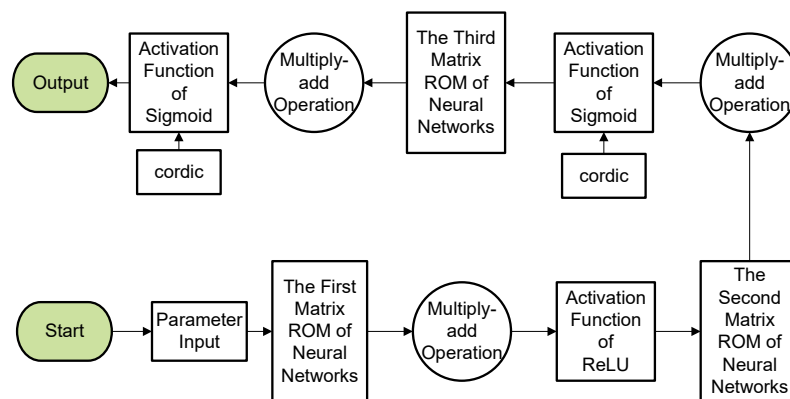 Output
Activation
Function
of
Sigmoid
cordic
Multiply-
add
Operation
The Third
Matrix
ROM of
Neural
Networks
Activation
Function
of
Sigmoid
cordic
Multiply-
add
Operation
Start
Parameter
Input
The First
Matrix
ROM of
Neural
Networks
Multiply-
add
Operation
Activation
Function
of
ReLU
The
Second
Matrix
ROM of
Neural
Networks